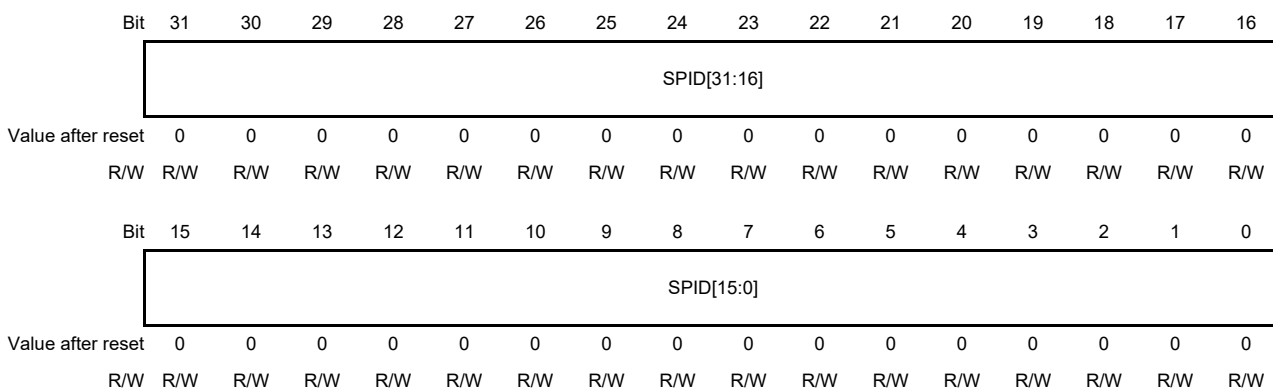 Bit 31 30 29 28 27 26 25 24 23 22 21 20 19 18 17 16
SPID[31:16]
Value after reset 0 0 0 0 0 0 0 0 0 0 0 0 0 0 0 0
R/W R/W R/W R/W R/W R/W R/W R/W R/W R/W R/W R/W R/W R/W R/W R/W R/W
Bit 15 14 13 12 11 10 9 8 7 6 5 4 3 2 1 0
SPID[15:0]
Value after reset 0 0 0 0 0 0 0 0 0 0 0 0 0 0 0 0
R/W R/W R/W R/W R/W R/W R/W R/W R/W R/W R/W R/W R/W R/W R/W R/W R/W